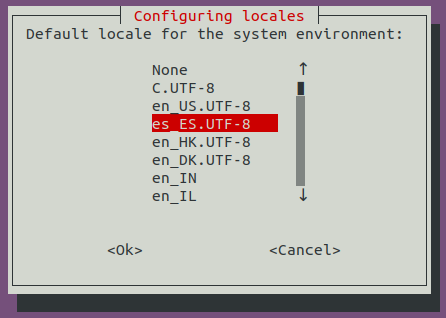 Configuring locales
Default locale for the system environment:
None
C.UTF-8
en_US.UTF-8
es_ES.UTF-8
en_HK.UTF-8
en_DK.UTF-8
en_IN
en_IL
<Ok> <Cancel>